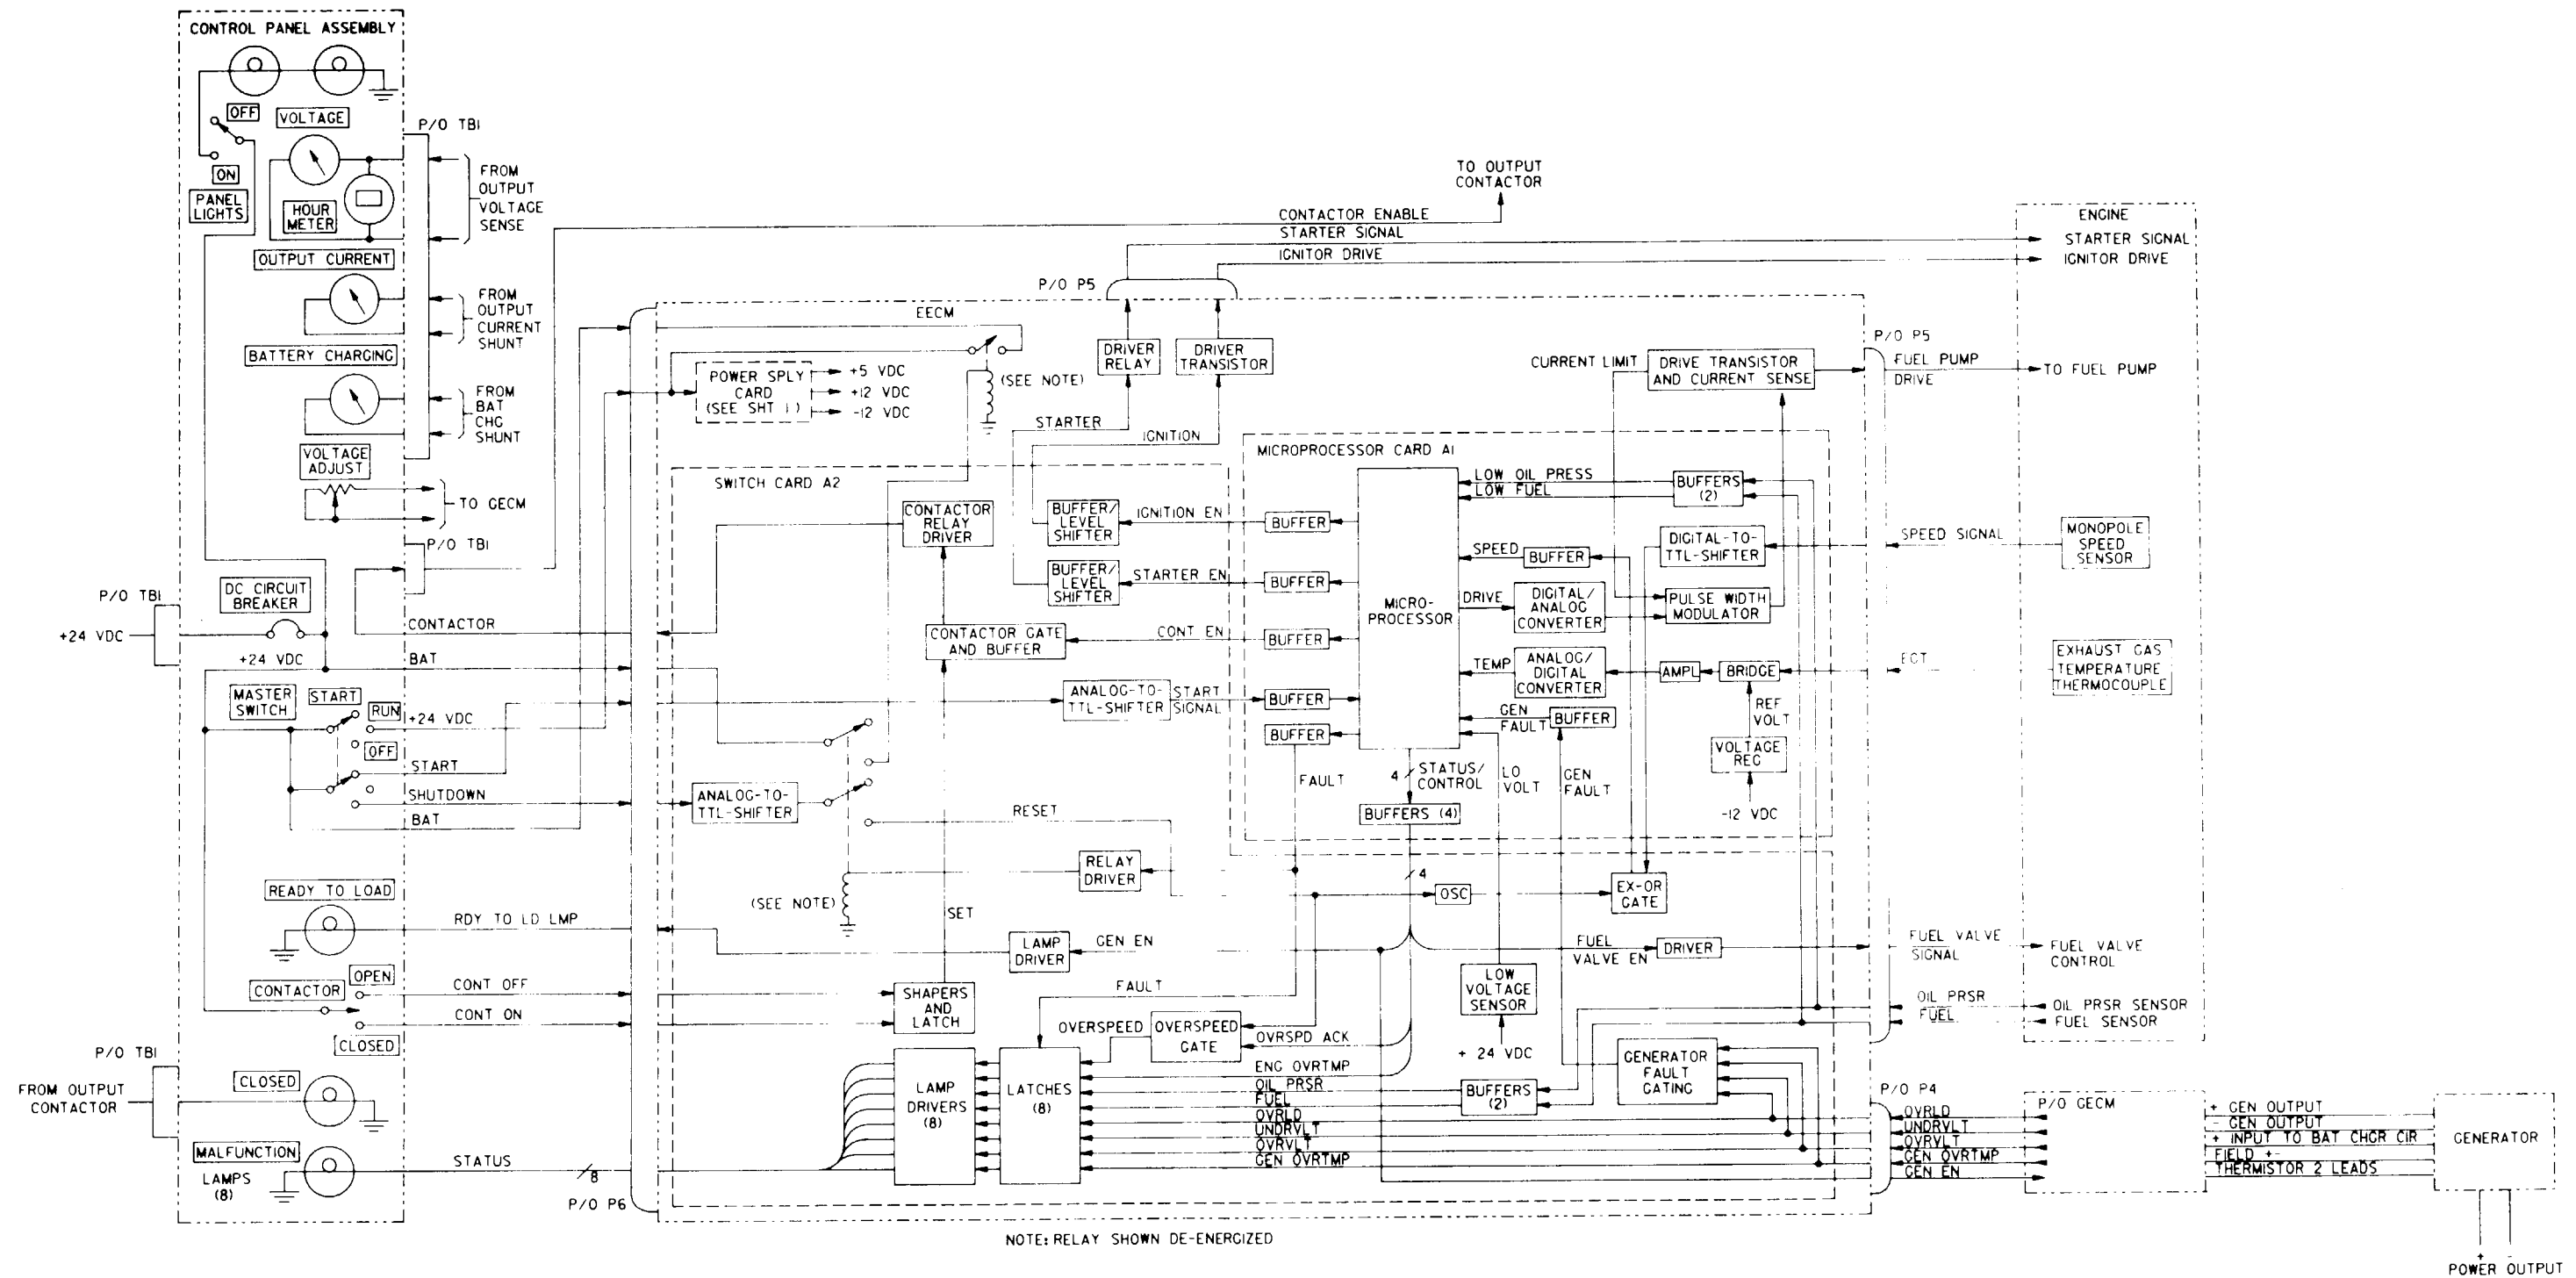 CONTROL PANEL ASSEMBLY
OFF
VOLTAGE
ON
PANEL
LIGHTS
HOUR
METER
P/O TB1
FROM
OUTPUT
VOLTAGE
SENSE
OUTPUT CURRENT
FROM
OUTPUT
CURRENT
SHUNT
BATTERY CHARGING
FROM
BAT
CHG
SHUNT
VOLTAGE
ADJUST
TO GECM
P/O TB1
DC CIRCUIT
BREAKER
P/O TB1
+24 VDC
+24 VDC
CONTACTOR
BAT
MASTER
SWITCH
START
RUN
+24 VDC
OFF
START
SHUTDOWN
BAT
READY TO LOAD
RDY TO LD LMP
OPEN
CONTACTOR
CONT OFF
CONT ON
CLOSED
P/O TB1
FROM OUTPUT
CONTACTOR
CLOSED
MALFUNCTION
LAMPS
(8)
STATUS
8
P/O P6
TO OUTPUT
CONTACTOR
CONTACTOR ENABLE
STARTER SIGNAL
IGNITOR DRIVE
P/O P5
EECM
POWER SPLY
CARD
(SEE SHT 1)
+5 VDC
+12 VDC
-12 VDC
(SEE NOTE)
DRIVER
RELAY
DRIVER
TRANSISTOR
STARTER
IGNITION
CURRENT LIMIT
DRIVE TRANSISTOR
AND CURRENT SENSE
P/O P5
FUEL PUMP
DRIVE
TO FUEL PUMP
ENGINE
STARTER SIGNAL
IGNITOR DRIVE
SWITCH CARD A2
CONTACTOR
RELAY
DRIVER
BUFFER/
LEVEL
SHIFTER
IGNITION EN
BUFFER/
LEVEL
SHIFTER
STARTER EN
CONTACTOR GATE
AND BUFFER
CONT EN
ANALOG-TO-
TTL-SHIFTER
START
SIGNAL
ANALOG-TO-
TTL-SHIFTER
RESET
FAULT
RELAY
DRIVER
(SEE NOTE)
SET
LAMP
DRIVER
GEN EN
SHAPERS
AND
LATCH
FAULT
OVERSPEED
OVERSPEED
GATE
OVRSPD ACK
LAMP
DRIVERS
(8)
LATCHES
(8)
ENG OVRTMP
OIL PRSR
FUEL
OVRLD
UNDRVLT
OVRVLT
GEN OVRTMP
MICROPROCESSOR CARD A1
BUFFER
BUFFER
BUFFER
BUFFER
BUFFER
MICRO-
PROCESSOR
LOW OIL PRESS
LOW FUEL
BUFFERS
(2)
SPEED
BUFFER
DIGITAL-TO-
TTL-SHIFTER
DRIVE
DIGITAL/
ANALOG
CONVERTER
PULSE WIDTH
MODULATOR
TEMP
ANALOG/
DIGITAL
CONVERTER
AMPL
BRIDGE
GEN
FAULT
BUFFER
REF
VOLT
VOLTAGE
REG
-12 VDC
4
STATUS/
CONTROL
LO
VOLT
GEN
FAULT
BUFFERS (4)
4
OSC
EX-OR
GATE
FUEL
VALVE EN
DRIVER
LOW
VOLTAGE
SENSOR
+ 24 VDC
BUFFERS
(2)
GENERATOR
FAULT
GATING
SPEED SIGNAL
MONOPOLE
SPEED
SENSOR
EGT
EXHAUST GAS
TEMPERATURE
THERMOCOUPLE
FUEL VALVE
SIGNAL
FUEL VALVE
CONTROL
OIL PRSR
FUEL
OIL PRSR SENSOR
FUEL SENSOR
P/O P4
OVRLD
UNDRVLT
OVRVLT
GEN OVRTMP
GEN EN
P/O GECM
+ GEN OUTPUT
- GEN OUTPUT
+ INPUT TO BAT CHGR CIR
FIELD +-
THERMISTOR 2 LEADS
GENERATOR
+ -
POWER OUTPUT
NOTE: RELAY SHOWN DE-ENERGIZED